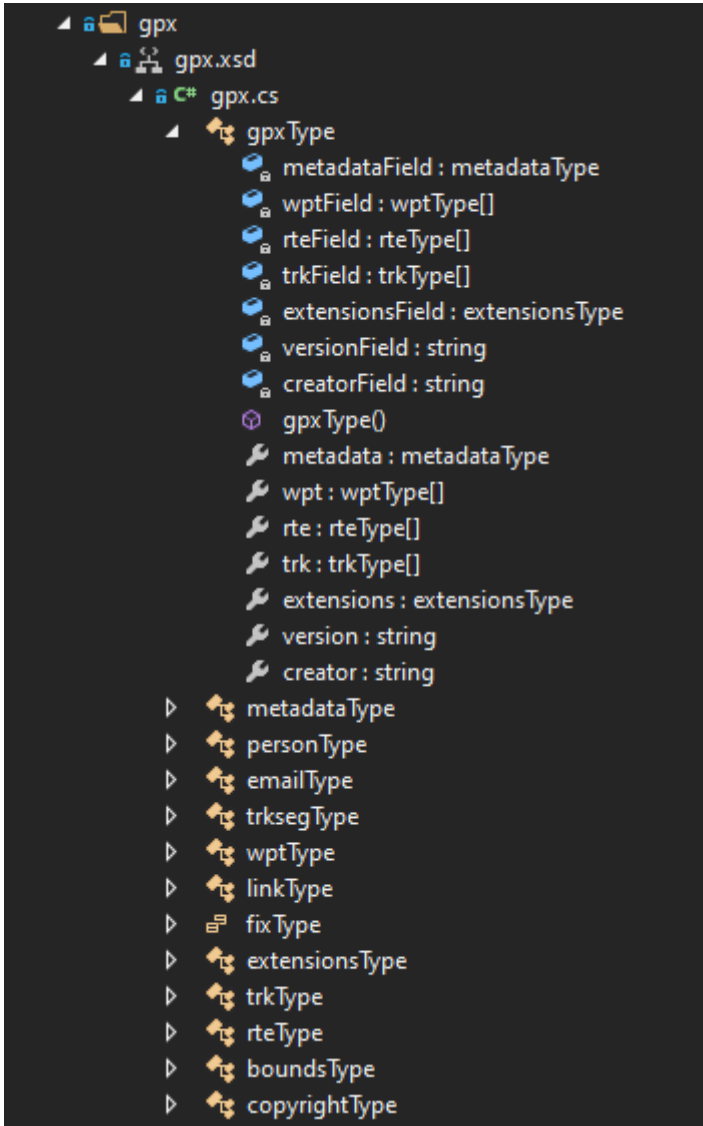 gpx
gpx.xsd
C# gpx.cs
gpxType
metadataField : metadataType
wptField : wptType[]
rteField : rteType[]
trkField : trkType[]
extensionsField : extensionsType
versionField : string
creatorField : string
gpxType()
metadata : metadataType
wpt : wptType[]
rte : rteType[]
trk : trkType[]
extensions : extensionsType
version : string
creator : string
metadataType
personType
emailType
trksegType
wptType
linkType
fixType
extensionsType
trkType
rteType
boundsType
copyrightType